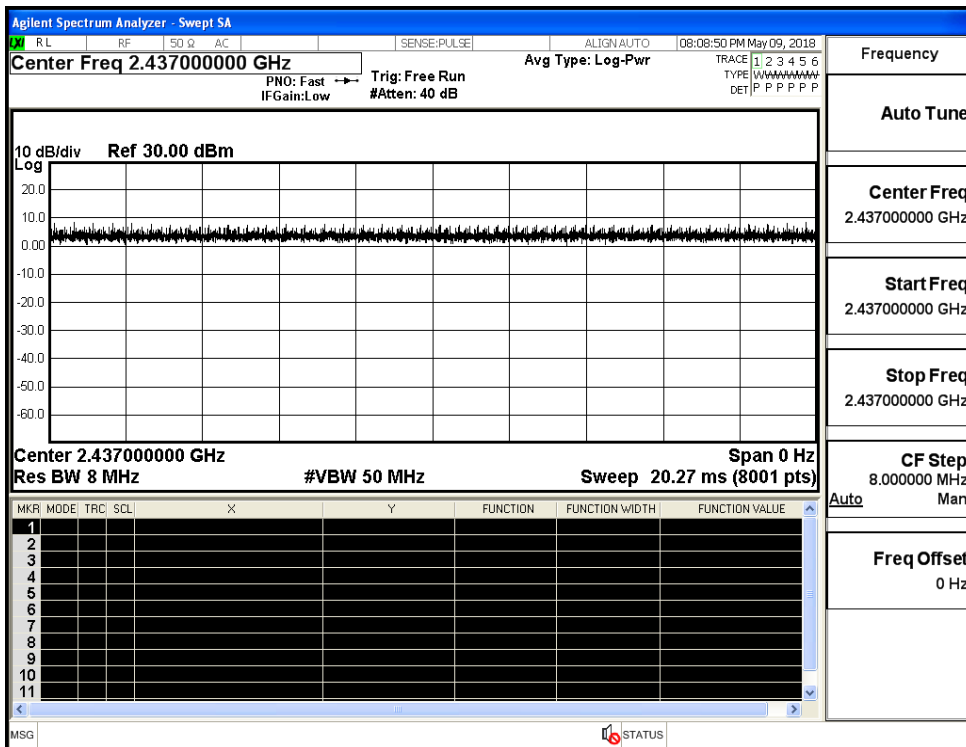 Agilent Spectrum Analyzer - Swept SA
LXI RL RF 50 Ω AC SENSE:PULSE ALIGN AUTO 08:08:50 PM May 09, 2018
Center Freq 2.437000000 GHz
Avg Type: Log-Pwr
TRACE 1 2 3 4 5 6
PNO: Fast
Trig: Free Run
TYPE WWWWWW
IFGain:Low
#Atten: 40 dB
DET P P P P P P
10 dB/div Ref 30.00 dBm
Log
20.0
10.0
0.00
-10.0
-20.0
-30.0
-40.0
-50.0
-60.0
Center 2.437000000 GHz Span 0 Hz
Res BW 8 MHz #VBW 50 MHz Sweep 20.27 ms (8001 pts)
MKR MODE TRC SCL X Y FUNCTION FUNCTION WIDTH FUNCTION VALUE
1
2
3
4
5
6
7
8
9
10
11
MSG STATUS
Frequency
Auto Tune
Center Freq
2.437000000 GHz
Start Freq
2.437000000 GHz
Stop Freq
2.437000000 GHz
CF Step
8.000000 MHz
Auto Man
Freq Offset
0 Hz